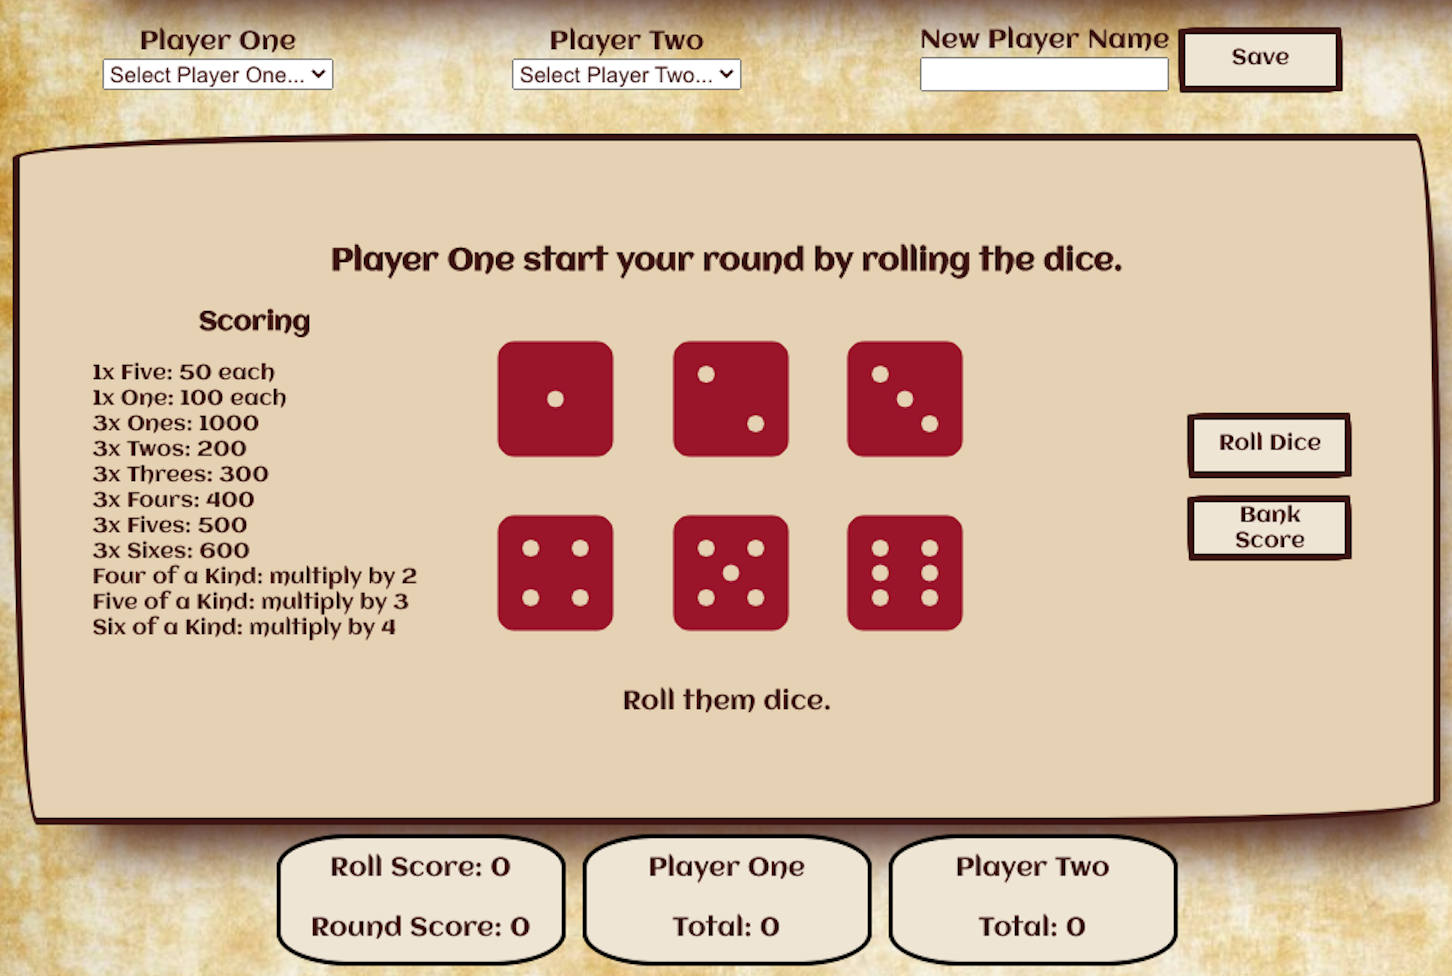 Player One
Select Player One...
Player Two
Select Player Two...
New Player Name
Save
Player One start your round by rolling the dice.
Scoring
1x Five: 50 each
1x One: 100 each
3x Ones: 1000
3x Twos: 200
3x Threes: 300
3x Fours: 400
3x Fives: 500
3x Sixes: 600
Four of a Kind: multiply by 2
Five of a Kind: multiply by 3
Six of a Kind: multiply by 4
Roll Dice
Bank
Score
Roll them dice.
Roll Score: 0
Round Score: 0
Player One
Total: 0
Player Two
Total: 0